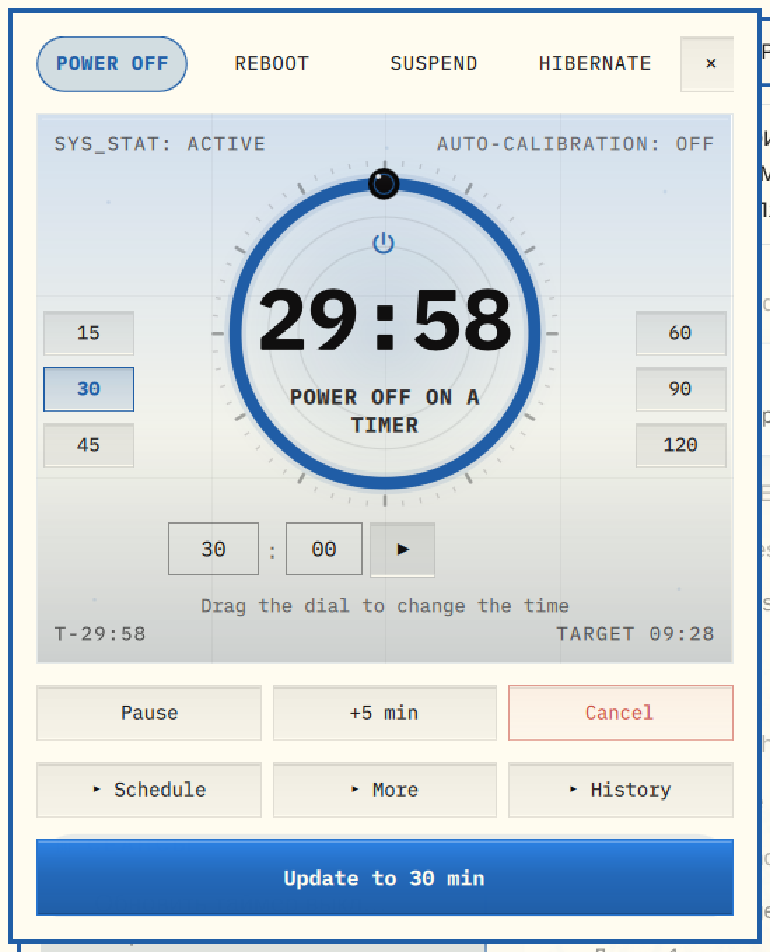 POWER OFF REBOOT SUSPEND HIBERNATE ×
SYS_STAT: ACTIVE AUTO-CALIBRATION: OFF
29:58
POWER OFF ON A
TIMER
15
30
45
60
90
120
30 : 00 ►
Drag the dial to change the time
T-29:58 TARGET 09:28
Pause +5 min Cancel
‣ Schedule ‣ More ‣ History
Update to 30 min